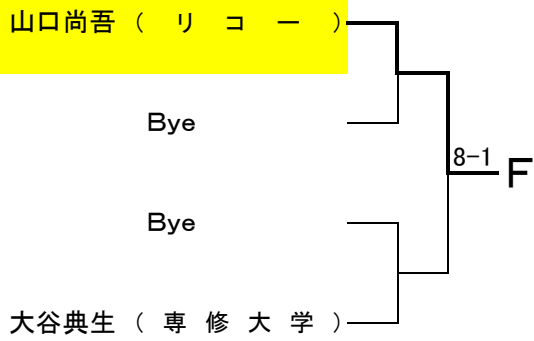 山口尚吾 （ リ コ ー ）
Bye
8-1
F
Bye
大谷典生 （ 専 修 大 学 ）